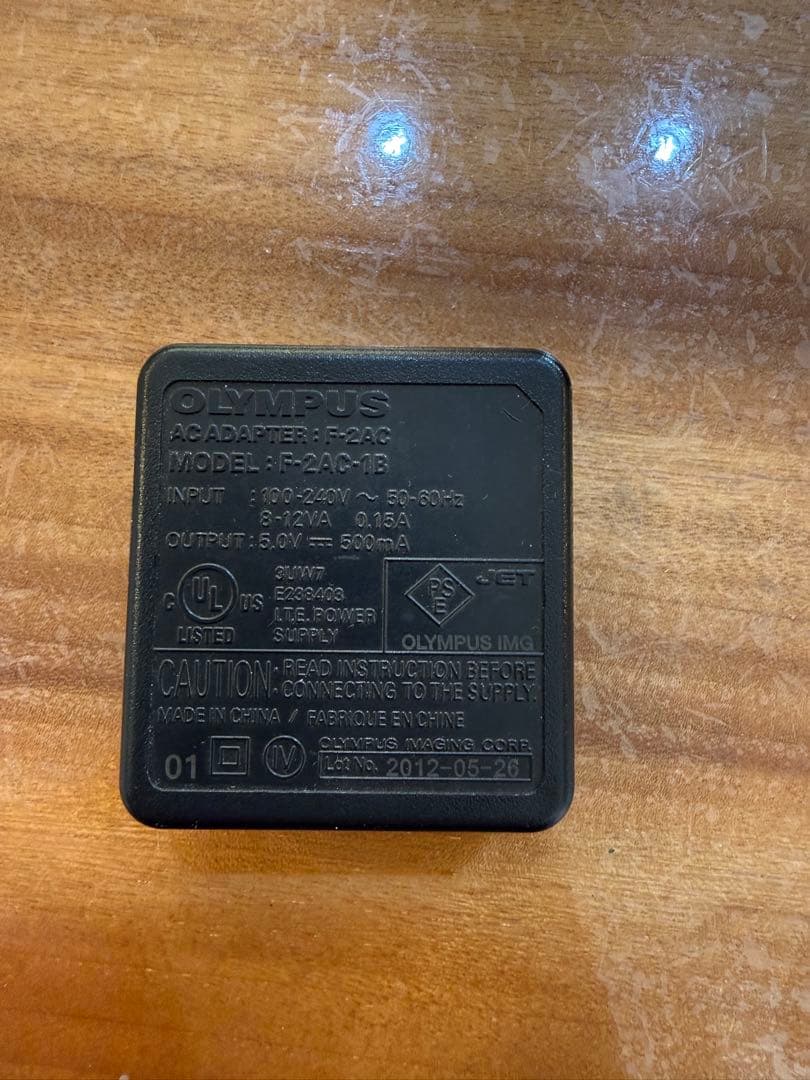 OLYMPUS
AC ADAPTER : F-2AC
MODEL : F-2AC-1B
INPUT : 100-240V ~ 50-60Hz
8-12VA 0.15A
OUTPUT : 5.0V ⎓ 500mA
C UL US
LISTED
3UW7
E238403
I.T.E. POWER
SUPPLY
PS
E
JET
OLYMPUS IMG
CAUTION : READ INSTRUCTION BEFORE
CONNECTING TO THE SUPPLY.
MADE IN CHINA / FABRIQUE EN CHINE
OLYMPUS IMAGING CORP.
01 IV Lot No. 2012-05-26